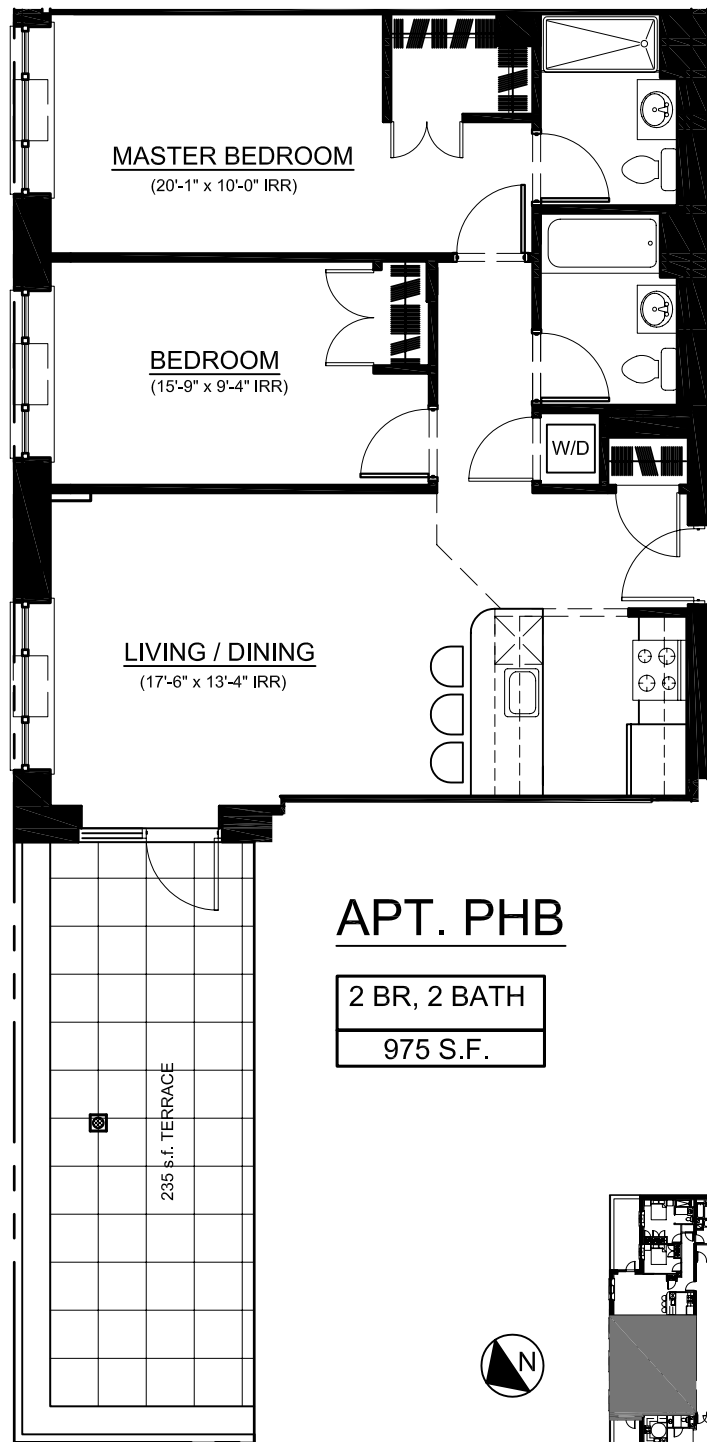 MASTER BEDROOM
(20'-1" x 10'-0" IRR)
BEDROOM
(15'-9" x 9'-4" IRR)
W/D
LIVING / DINING
(17'-6" x 13'-4" IRR)
APT. PHB
2 BR, 2 BATH
975 S.F.
235 s.f. TERRACE
N